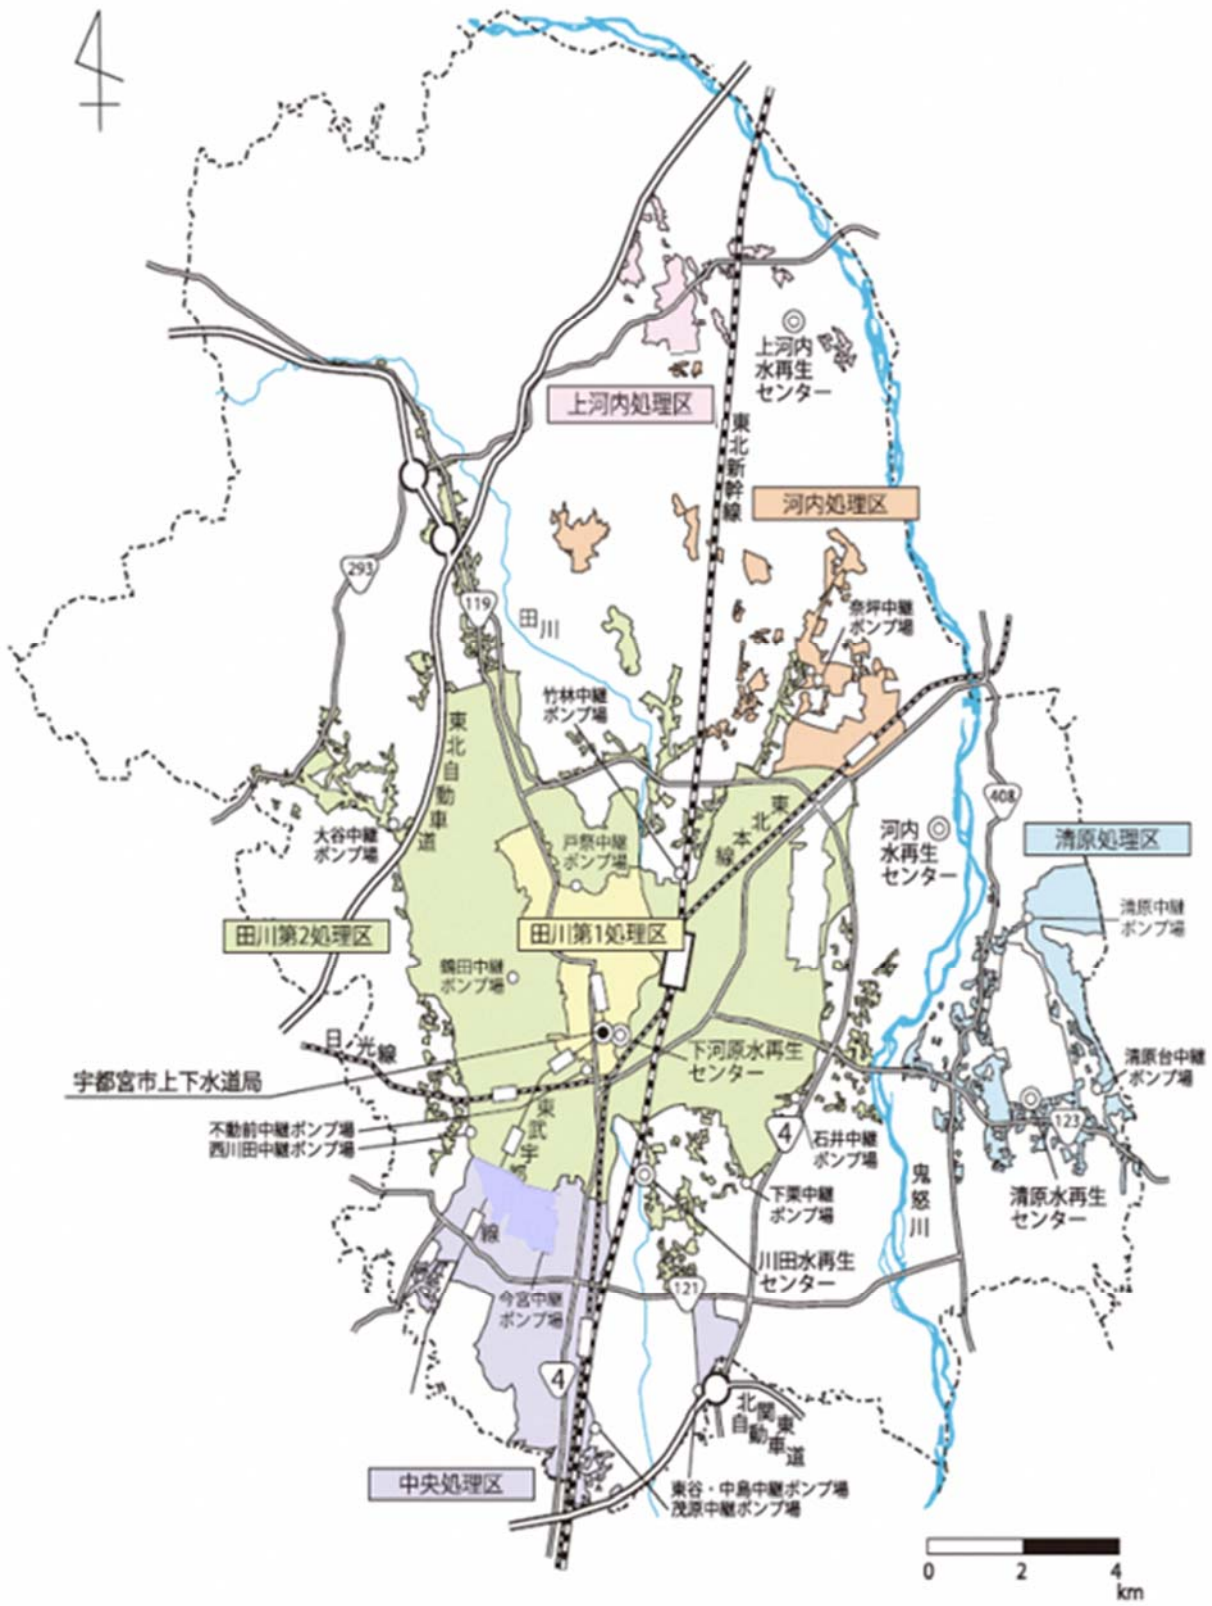 上河内
水再生
センター
上河内処理区
東北新幹線
河内処理区
293
119
田川
奈坪中継
ポンプ場
竹林中継
ポンプ場
東北自動車道
東北本線
408
大谷中継
ポンプ場
戸祭中継
ポンプ場
河内
水再生
センター
清原処理区
清原中継
ポンプ場
田川第2処理区
田川第1処理区
鶴田中継
ポンプ場
日光線
下河原水再生
センター
清原台中継
ポンプ場
宇都宮市上下水道局
123
不動前中継ポンプ場
西川田中継ポンプ場
東武宇都
宮線
4
石井中継
ポンプ場
下栗中継
ポンプ場
鬼怒川
清原水再生
センター
川田水再生
センター
今宮中継
ポンプ場
121
4
北関東
自動車道
中央処理区
東谷・中島中継ポンプ場
茂原中継ポンプ場
0
2
4
km